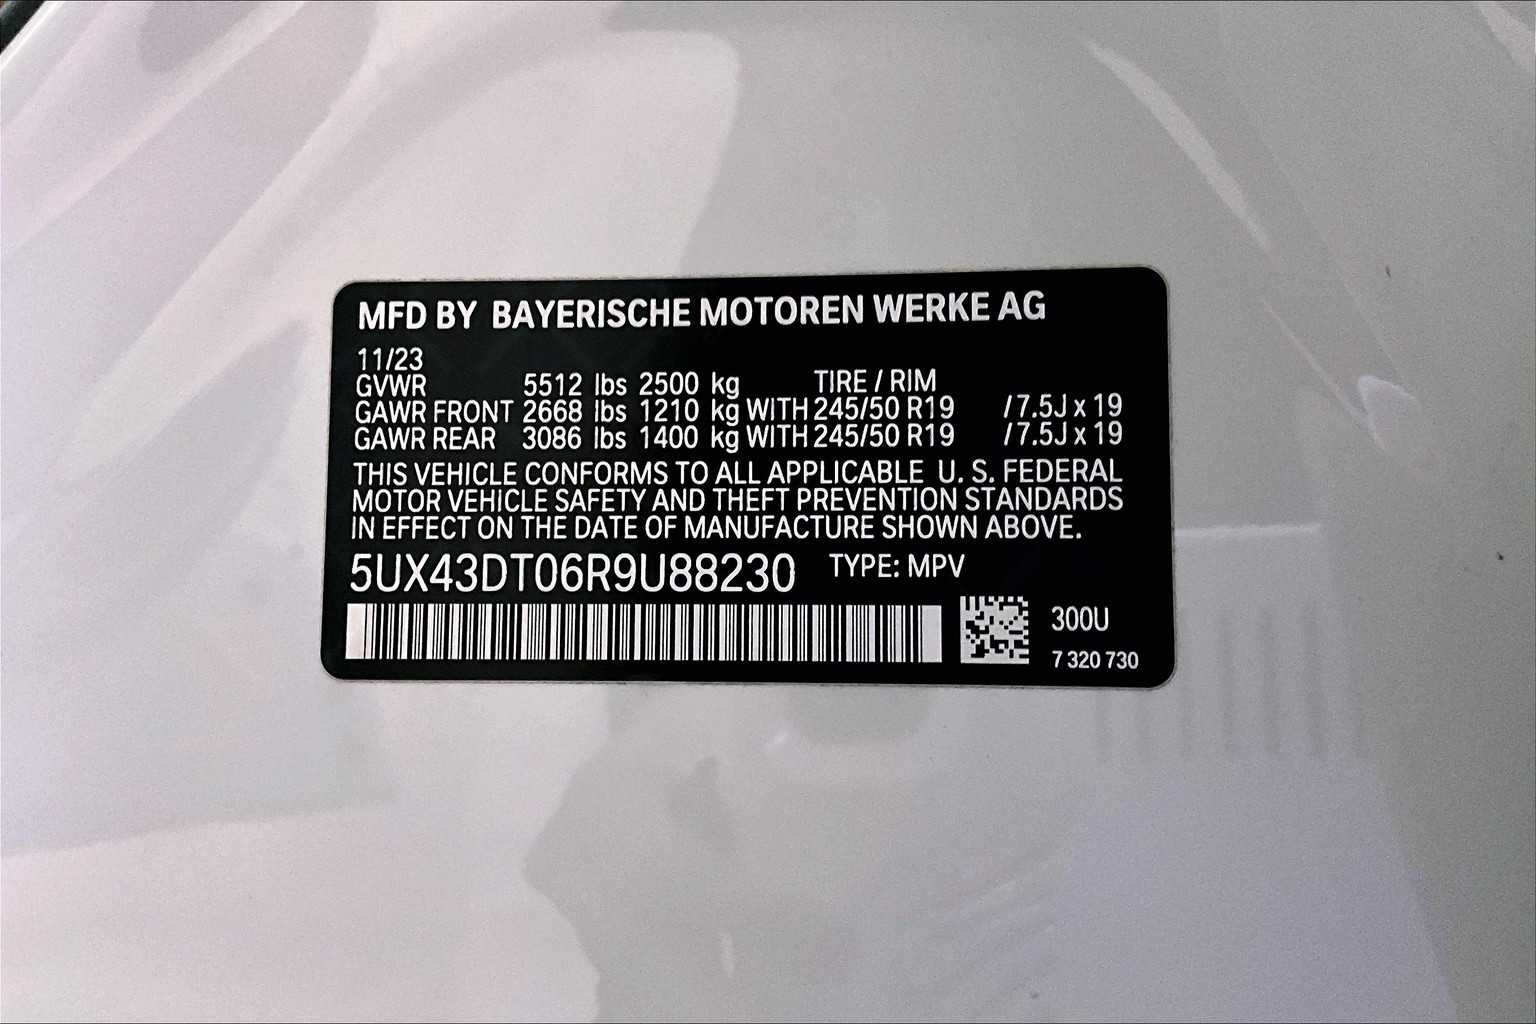 MFD BY BAYERISCHE MOTOREN WERKE AG
11/23
GVWR 5512 lbs 2500 kg TIRE / RIM
GAWR FRONT 2668 lbs 1210 kg WITH 245/50 R19 /7.5J x 19
GAWR REAR 3086 lbs 1400 kg WITH 245/50 R19 /7.5J x 19
THIS VEHICLE CONFORMS TO ALL APPLICABLE U. S. FEDERAL
MOTOR VEHICLE SAFETY AND THEFT PREVENTION STANDARDS
IN EFFECT ON THE DATE OF MANUFACTURE SHOWN ABOVE.
5UX43DT06R9U88230 TYPE: MPV
300U
7 320 730